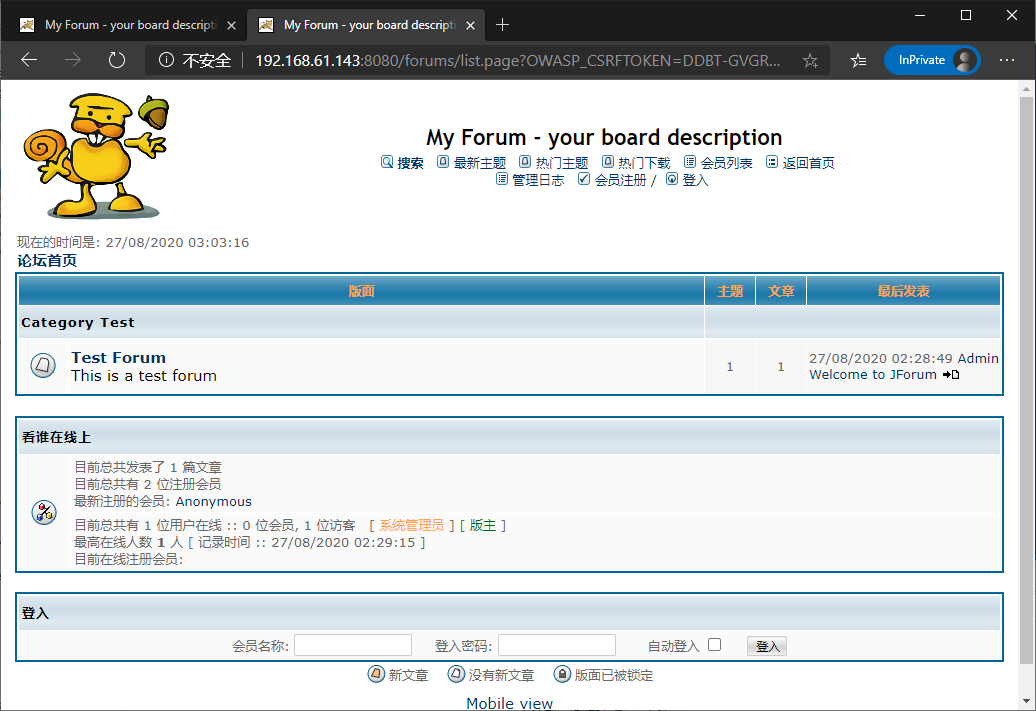 My Forum - your board descripti
My Forum - your board descripti
不安全 192.168.61.143:8080/forums/list.page?OWASP_CSRFTOKEN=DDBT-GVGR... InPrivate
My Forum - your board description
搜索 最新主题 热门主题 热门下载 会员列表 返回首页
管理日志 会员注册 / 登入
现在的时间是: 27/08/2020 03:03:16
论坛首页
版面 主题 文章 最后发表
Category Test
Test Forum
This is a test forum
1 1
27/08/2020 02:28:49 Admin
Welcome to JForum
看谁在线上
目前总共发表了 1 篇文章
目前总共有 2 位注册会员
最新注册的会员: Anonymous
目前总共有 1 位用户在线 :: 0 位会员, 1 位访客 [ 系统管理员 ] [ 版主 ]
最高在线人数 1 人 [ 记录时间 :: 27/08/2020 02:29:15 ]
目前在线注册会员:
登入
会员名称: 登入密码: 自动登入 登入
新文章 没有新文章 版面已被锁定
Mobile view